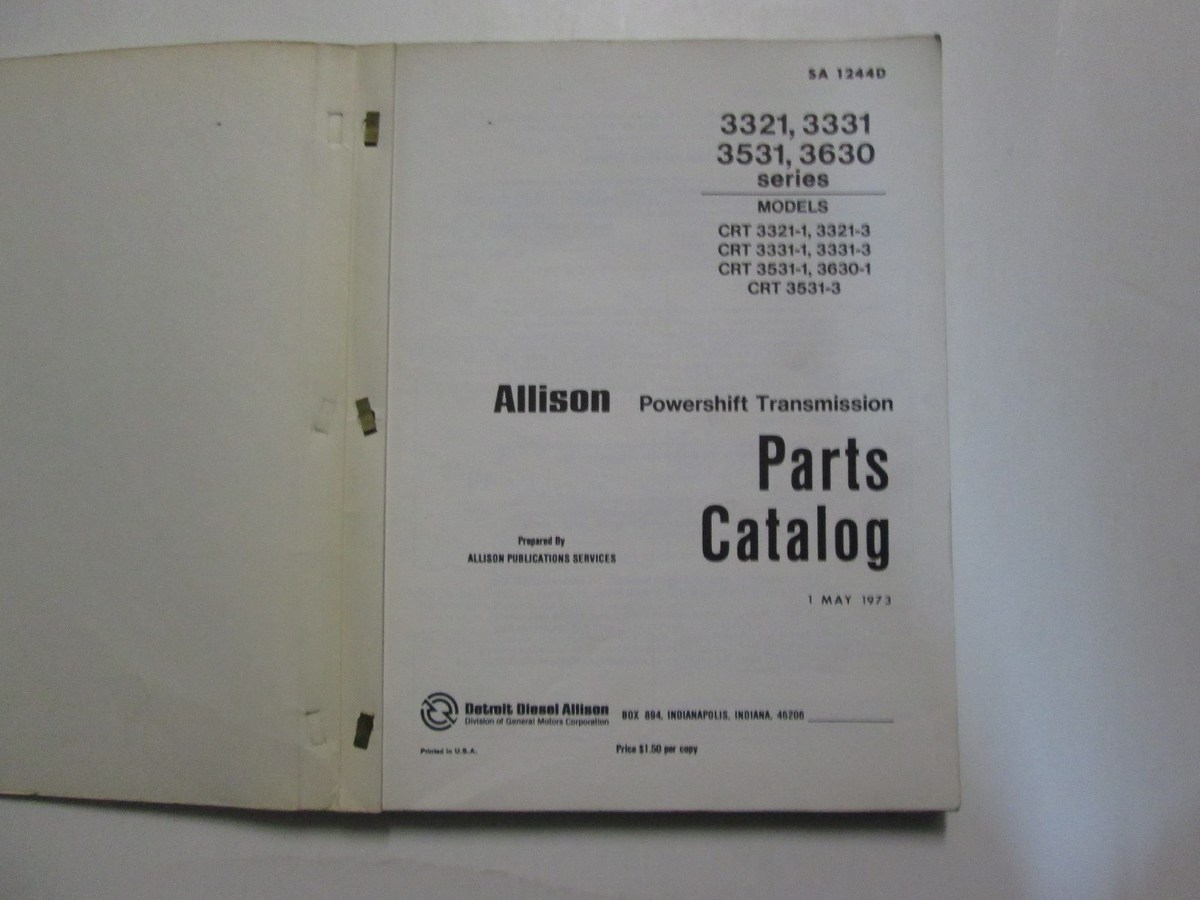 SA 1244D
3321, 3331
3531, 3630
series
MODELS
CRT 3321-1, 3321-3
CRT 3331-1, 3331-3
CRT 3531-1, 3630-1
CRT 3531-3
Allison Powershift Transmission
Parts
Catalog
Prepared By
ALLISON PUBLICATIONS SERVICES
1 MAY 1973
Detroit Diesel Allison
Division of General Motors Corporation
BOX 894, INDIANAPOLIS, INDIANA, 46206
Printed in U.S.A.
Price $1.50 per copy